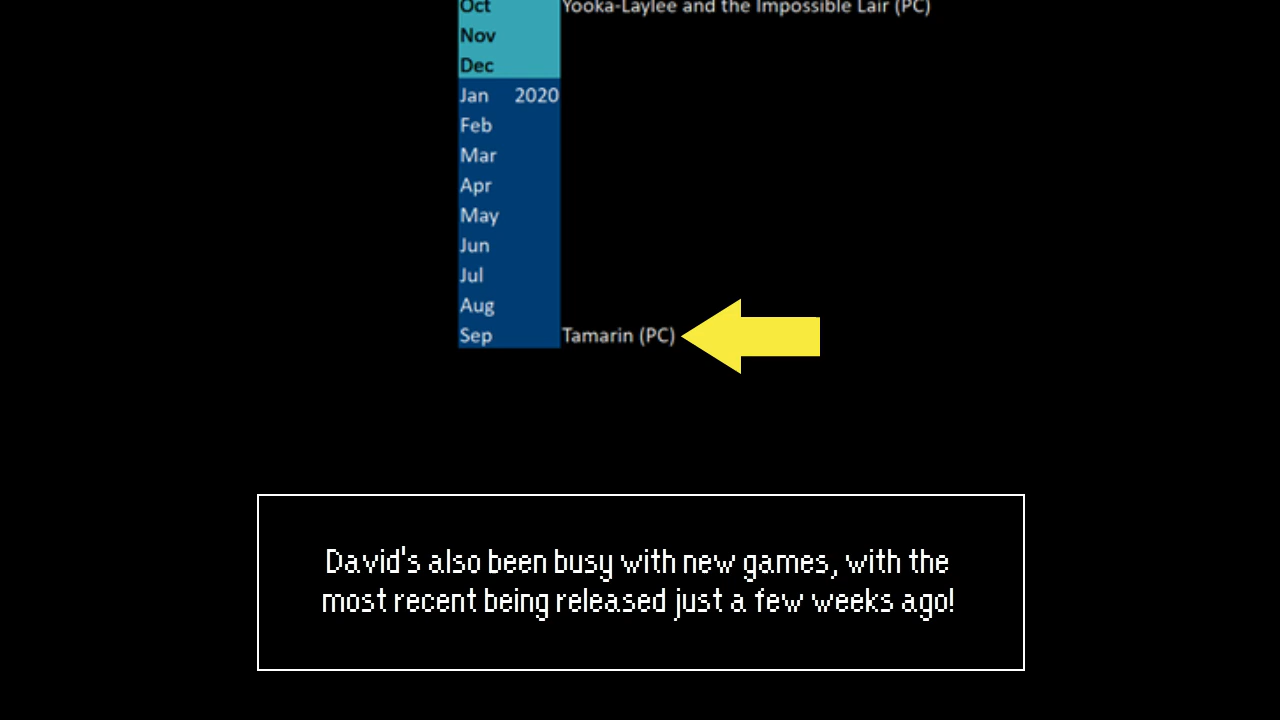 Oct Yooka-Laylee and the Impossible Lair (PC)
Nov
Dec
Jan 2020
Feb
Mar
Apr
May
Jun
Jul
Aug
Sep Tamarin (PC)
David's also been busy with new games, with the
most recent being released just a few weeks ago!